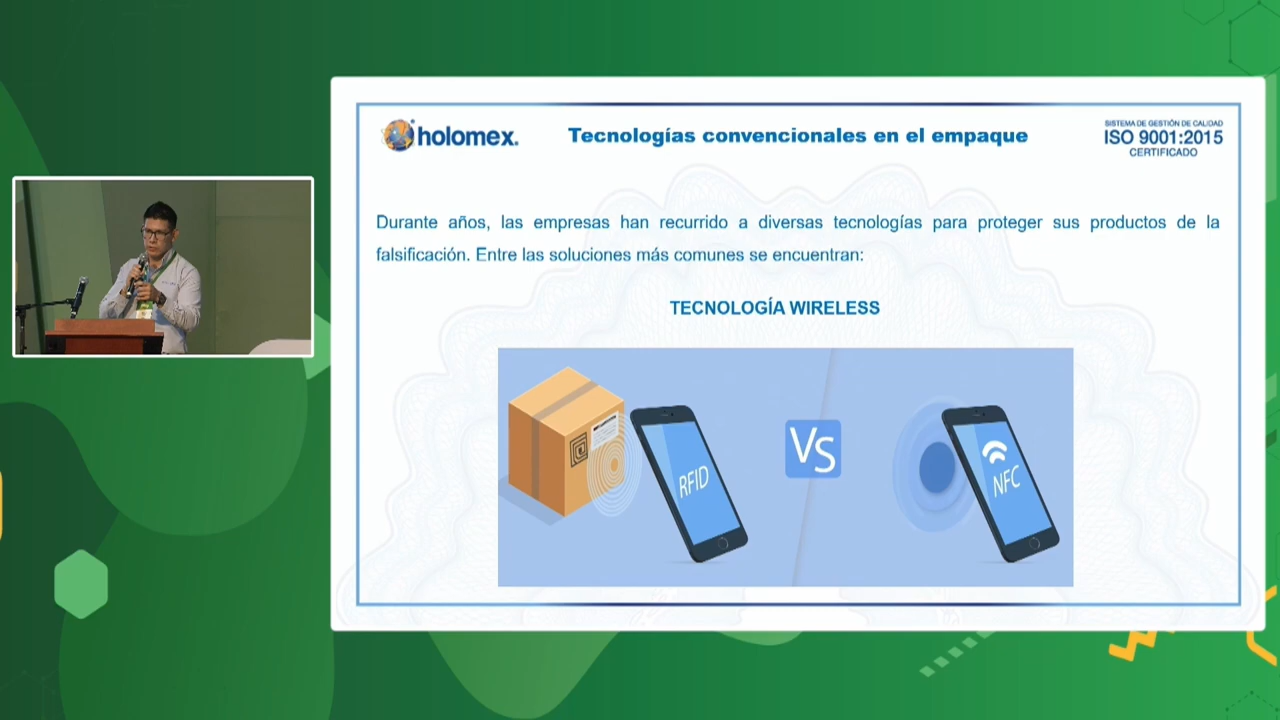 holomex.
Tecnologías convencionales en el empaque
SISTEMA DE GESTIÓN DE CALIDAD
ISO 9001:2015
CERTIFICADO
Durante años, las empresas han recurrido a diversas tecnologías para proteger sus productos de la
falsificación. Entre las soluciones más comunes se encuentran:
TECNOLOGÍA WIRELESS
RFID
VS
NFC